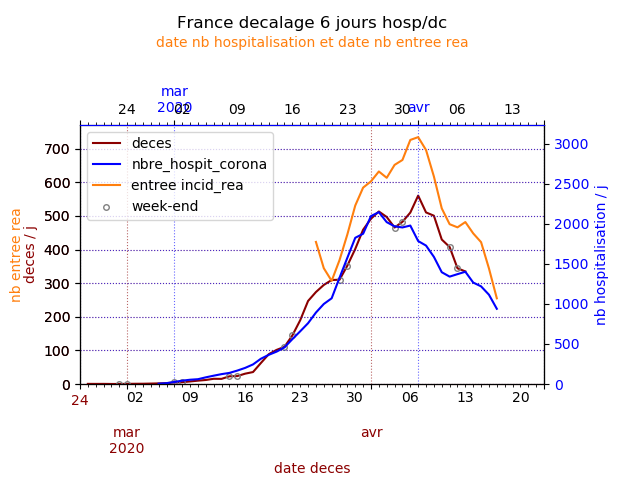 France decalage 6 jours hosp/dc
date nb hospitalisation et date nb entree rea
mar
2020
avr
24 02 09 16 23 30 06 13
deces
nbre_hospit_corona
entree incid_rea
week-end
700
600
500
400
300
200
100
0
3000
2500
2000
1500
1000
500
0
nb entree rea
deces / j
nb hospitalisation / j
24 02 09 16 23 30 06 13 20
mar
2020
avr
date deces